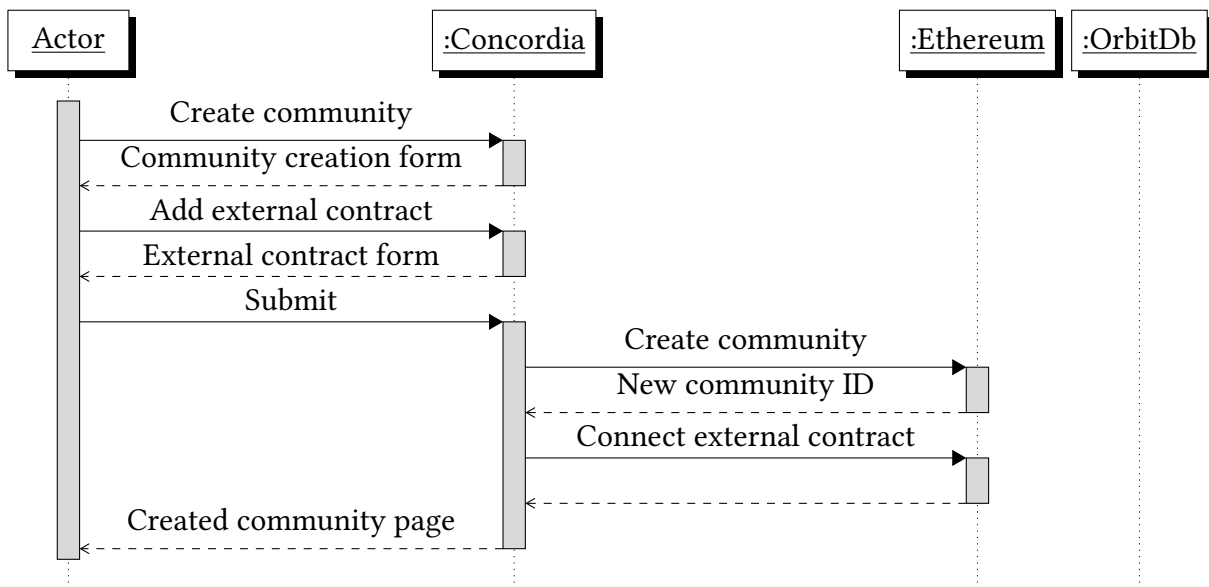 Actor
:Concordia
:Ethereum
:OrbitDb
Create community
Community creation form
Add external contract
External contract form
Submit
Create community
New community ID
Connect external contract
Created community page